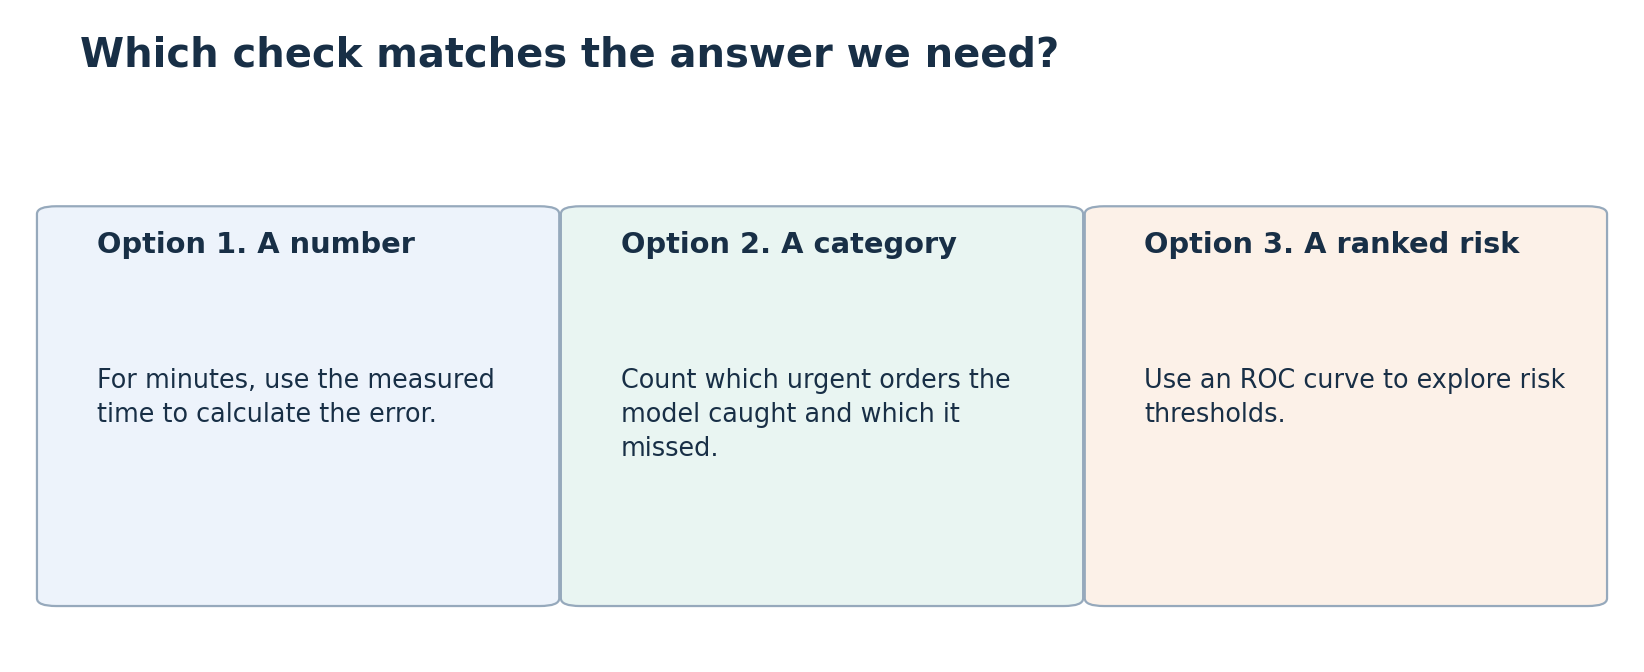 Which check matches the answer we need?
Option 1. A number
For minutes, use the measured
time to calculate the error.
Option 2. A category
Count which urgent orders the
model caught and which it
missed.
Option 3. A ranked risk
Use an ROC curve to explore risk
thresholds.